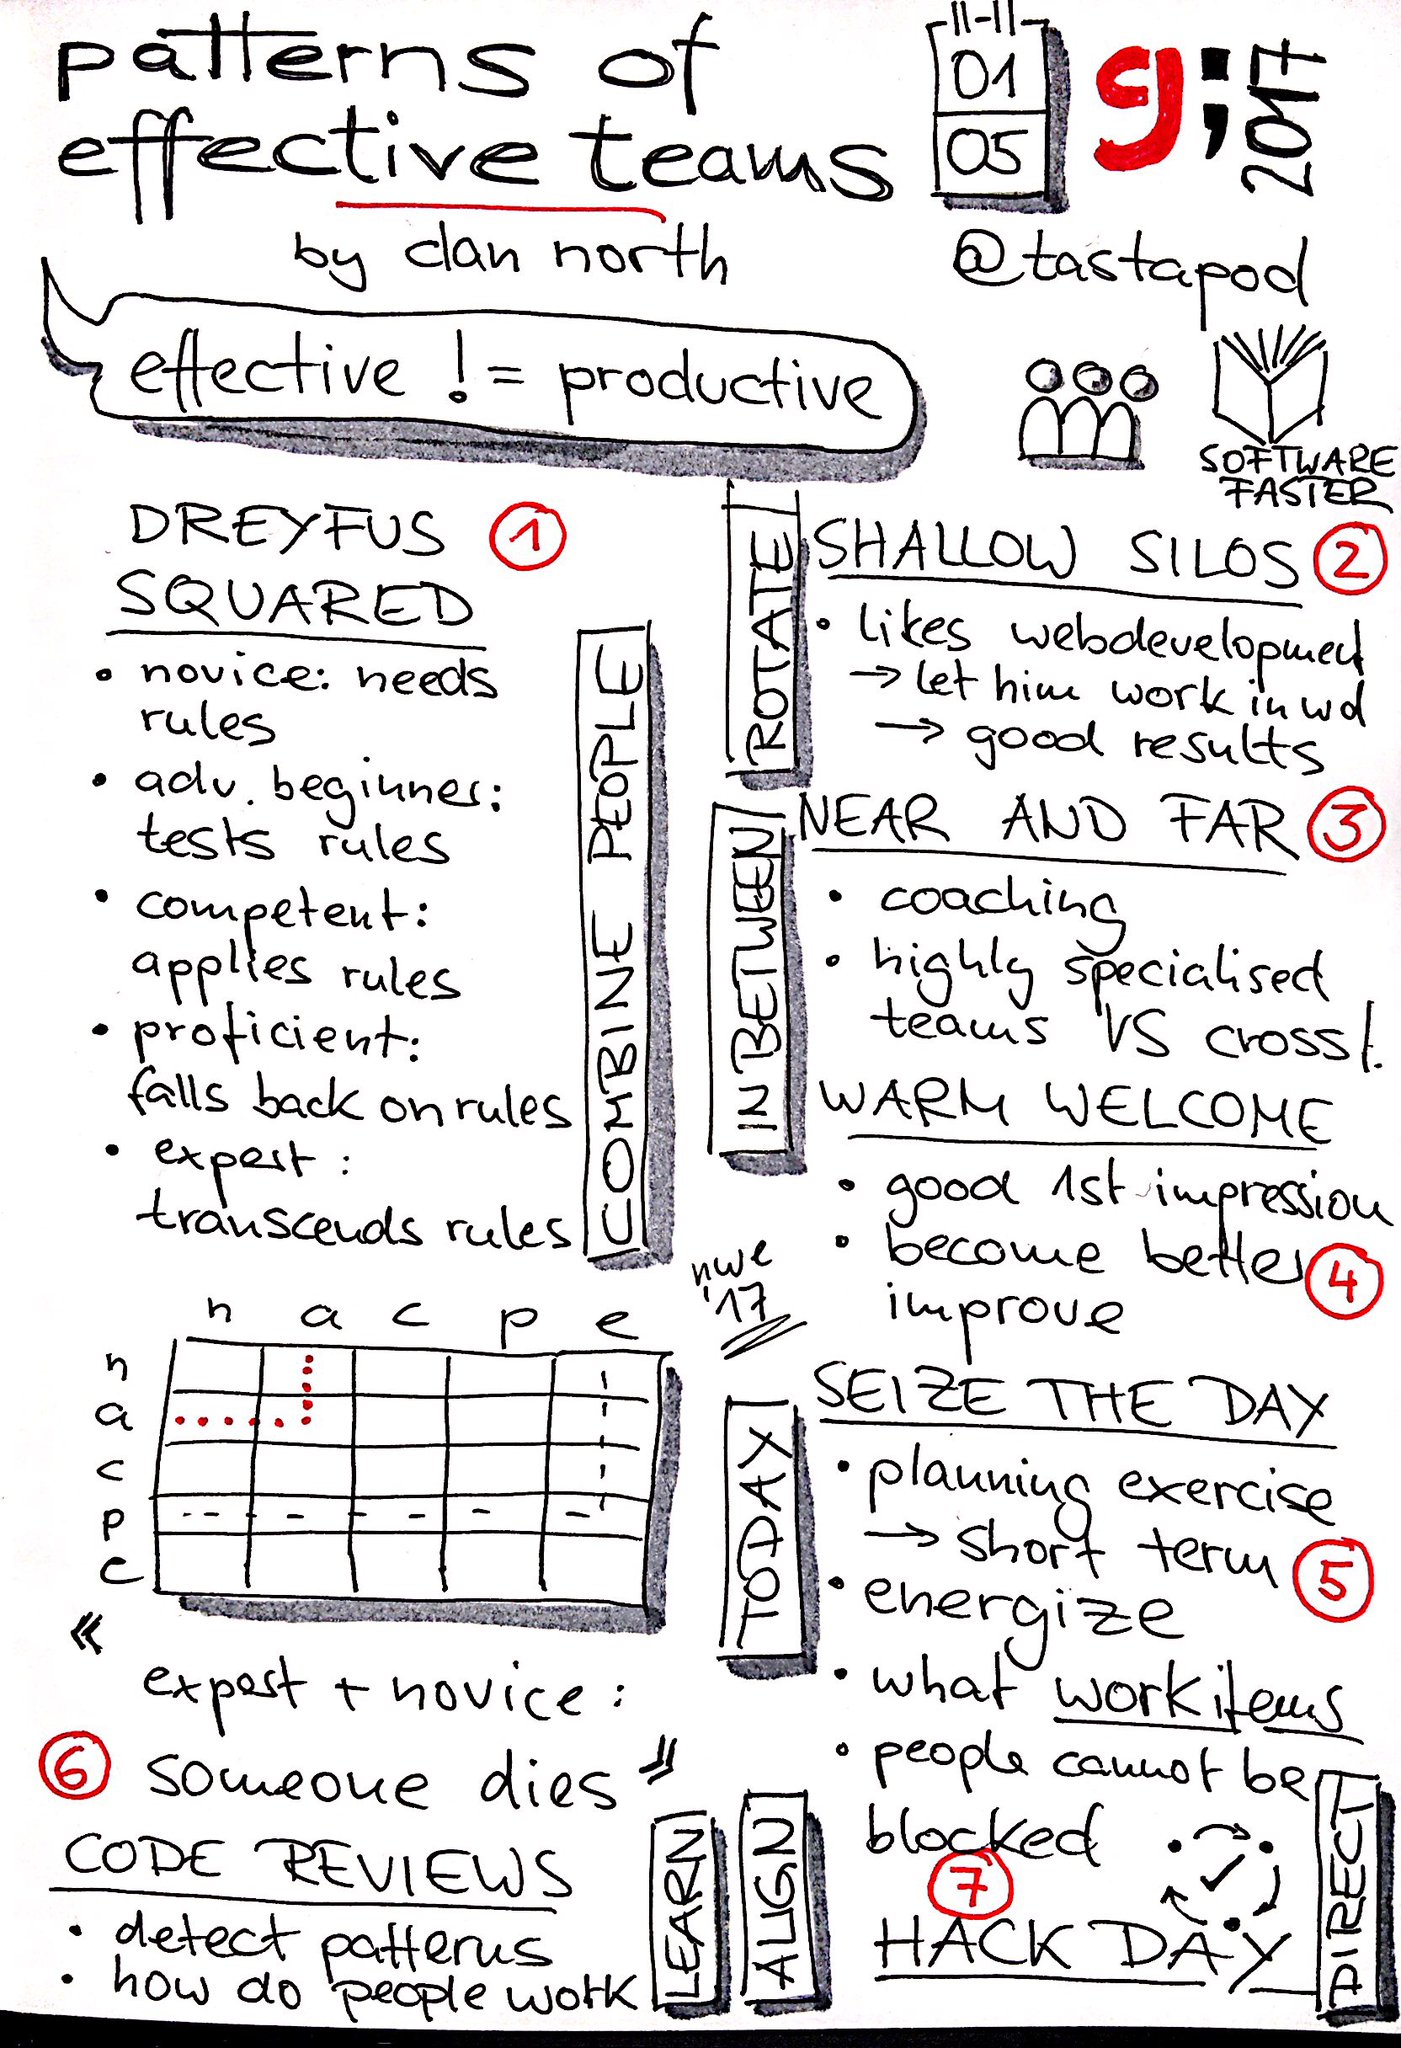 patterns of
effective teams
by dan north
01
05
g;
2017
@tastapod
effective != productive
SOFTWARE
FASTER
DREYFUS 1
SQUARED
• novice: needs
rules
• adv. beginner:
tests rules
• competent:
applies rules
• proficient:
falls back on rules
• expert:
transcends rules
COMBINE PEOPLE
n a c p e
n
a
c
p
e
«
expert + novice:
someone dies »
6
CODE REVIEWS
• detect patterns
• how do people work
LEARN
nwe
'17
ROTATE
SHALLOW SILOS 2
• likes webdevelopment
→ let him work in wd
→ good results
IN BETWEEN
NEAR AND FAR 3
• coaching
• highly specialised
teams VS crossf.
WARM WELCOME
• good 1st impression
• become better
improve
4
TODAY
SEIZE THE DAY
• planning exercise
→ short term
5
• energize
• what workitems
• people cannot be
blocked
ALIGN
7
HACK DAY
DIRECT